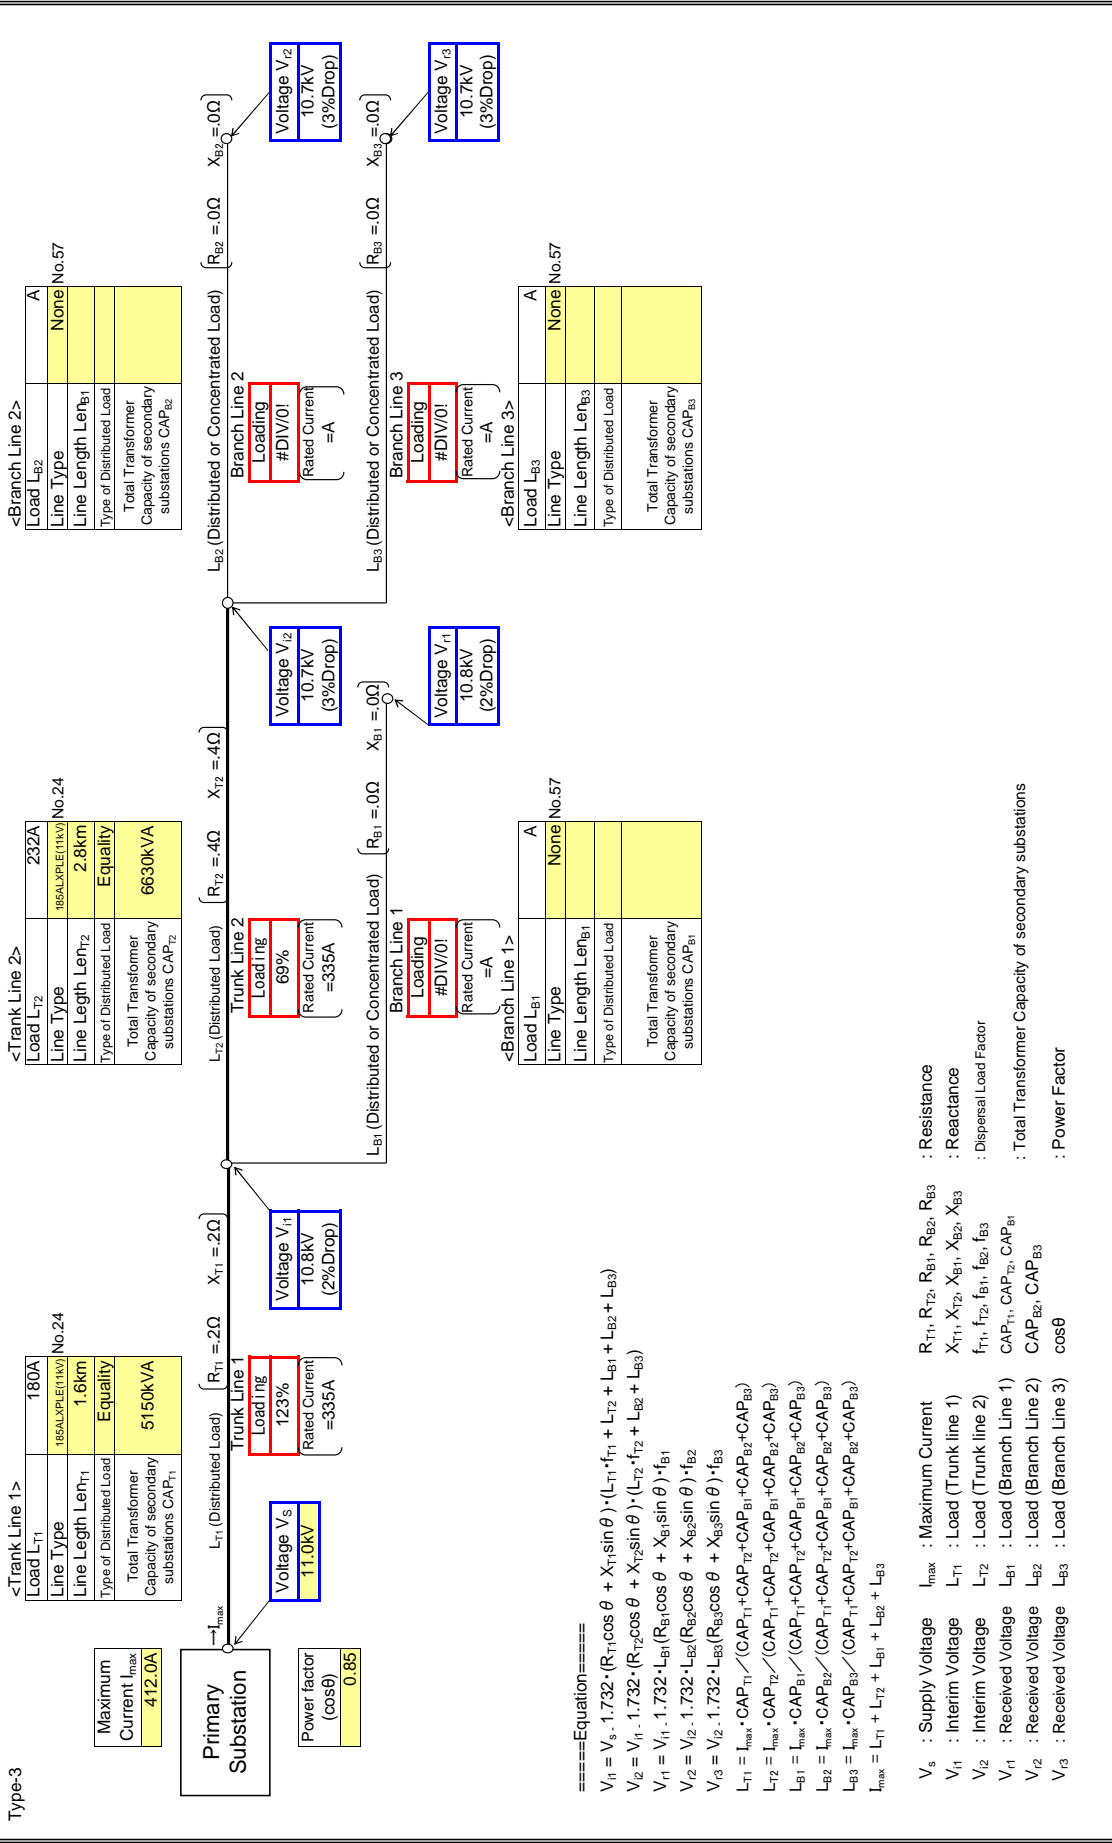 Type-3
Maximum
Current Imax
412.0A
Primary
Substation
Power factor
(cosθ)
0.85
→Imax
Voltage VS
11.0kV
<Trank Line 1>
Load LT1 180A
Line Type 185ALXPLE(11kV) No.24
Line Legth LenT1 1.6km
Type of Distributed Load Equality
Total Transformer
Capacity of secondary
substations CAPT1
5150kVA
LT1 (Distributed Load)
RT1 =.2Ω XT1 =.2Ω
Trunk Line 1
Loading
123%
Rated Current
=335A
Voltage Vi1
10.8kV
(2%Drop)
<Trank Line 2>
Load LT2 232A
Line Type 185ALXPLE(11kV) No.24
Line Legth LenT2 2.8km
Type of Distributed Load Equality
Total Transformer
Capacity of secondary
substations CAPT2
6630kVA
LT2 (Distributed Load)
RT2 =.4Ω XT2 =.4Ω
Trunk Line 2
Loading
69%
Rated Current
=335A
Voltage Vi2
10.7kV
(3%Drop)
LB1 (Distributed or Concentrated Load)
RB1 =.0Ω XB1 =.0Ω
Branch Line 1
Loading
#DIV/0!
Rated Current
=A
Voltage Vr1
10.8kV
(2%Drop)
<Branch Line 1>
Load LB1 A
Line Type None No.57
Line Length LenB1
Type of Distributed Load
Total Transformer
Capacity of secondary
substations CAPB1
<Branch Line 2>
Load LB2 A
Line Type None No.57
Line Length LenB1
Type of Distributed Load
Total Transformer
Capacity of secondary
substations CAPB2
LB2 (Distributed or Concentrated Load)
RB2 =.0Ω XB2 =.0Ω
Branch Line 2
Loading
#DIV/0!
Rated Current
=A
Voltage Vr2
10.7kV
(3%Drop)
LB3 (Distributed or Concentrated Load)
RB3 =.0Ω XB3 =.0Ω
Branch Line 3
Loading
#DIV/0!
Rated Current
=A
Voltage Vr3
10.7kV
(3%Drop)
<Branch Line 3>
Load LB3 A
Line Type None No.57
Line Length LenB3
Type of Distributed Load
Total Transformer
Capacity of secondary
substations CAPB3
=====Equation=====
Vi1 = Vs - 1.732・(RT1cos θ + XT1sin θ)・(LT1・fT1 + LT2 + LB1 + LB2 + LB3)
Vi2 = Vi1 - 1.732・(RT2cos θ + XT2sin θ)・(LT2・fT2 + LB2 + LB3)
Vr1 = Vi1 - 1.732・LB1(RB1cos θ + XB1sin θ)・fB1
Vr2 = Vi2 - 1.732・LB2(RB2cos θ + XB2sin θ)・fB2
Vr3 = Vi2 - 1.732・LB3(RB3cos θ + XB3sin θ)・fB3
LT1 = Imax・CAPT1／(CAPT1+CAPT2+CAPB1+CAPB2+CAPB3)
LT2 = Imax・CAPT2／(CAPT1+CAPT2+CAPB1+CAPB2+CAPB3)
LB1 = Imax・CAPB1／(CAPT1+CAPT2+CAPB1+CAPB2+CAPB3)
LB2 = Imax・CAPB2／(CAPT1+CAPT2+CAPB1+CAPB2+CAPB3)
LB3 = Imax・CAPB3／(CAPT1+CAPT2+CAPB1+CAPB2+CAPB3)
Imax = LT1 + LT2 + LB1 + LB2 + LB3
Vs : Supply Voltage Imax : Maximum Current RT1, RT2, RB1, RB2, RB3 : Resistance
Vi1 : Interim Voltage LT1 : Load (Trunk line 1) XT1, XT2, XB1, XB2, XB3 : Reactance
Vi2 : Interim Voltage LT2 : Load (Trunk line 2) fT1, fT2, fB1, fB2, fB3 : Dispersal Load Factor
Vr1 : Received Voltage LB1 : Load (Branch Line 1) CAPT1, CAPT2, CAPB1 : Total Transformer Capacity of secondary substations
Vr2 : Received Voltage LB2 : Load (Branch Line 2) CAPB2, CAPB3
Vr3 : Received Voltage LB3 : Load (Branch Line 3) cosθ : Power Factor